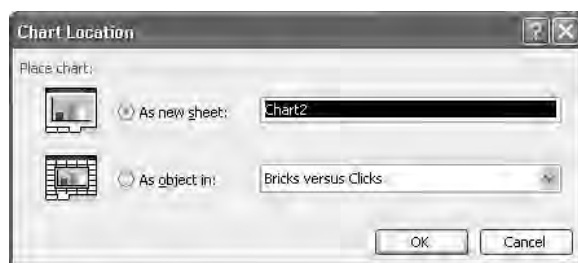 Chart Location
Place chart:
As new sheet: Chart2
As object in: Bricks versus Clicks
OK Cancel